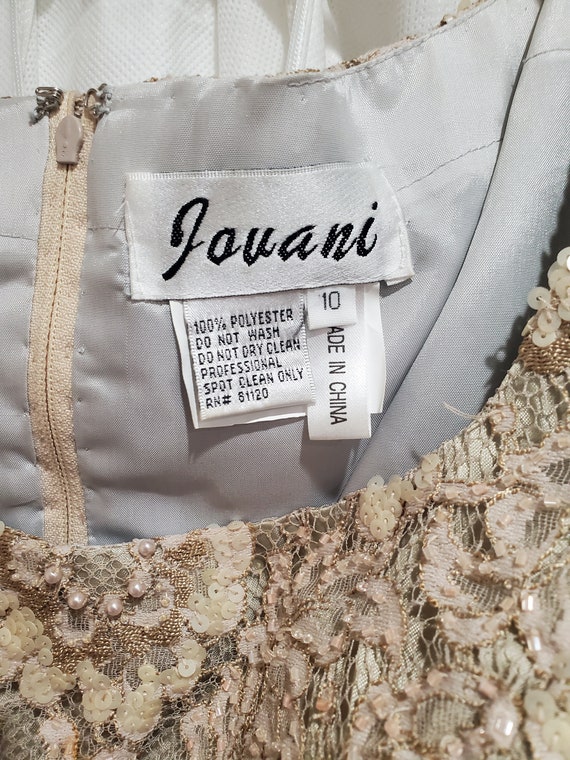 Jovani
10
100% POLYESTER
DO NOT WASH
DO NOT DRY CLEAN
PROFESSIONAL
SPOT CLEAN ONLY
RN# 61120
ADE IN CHINA